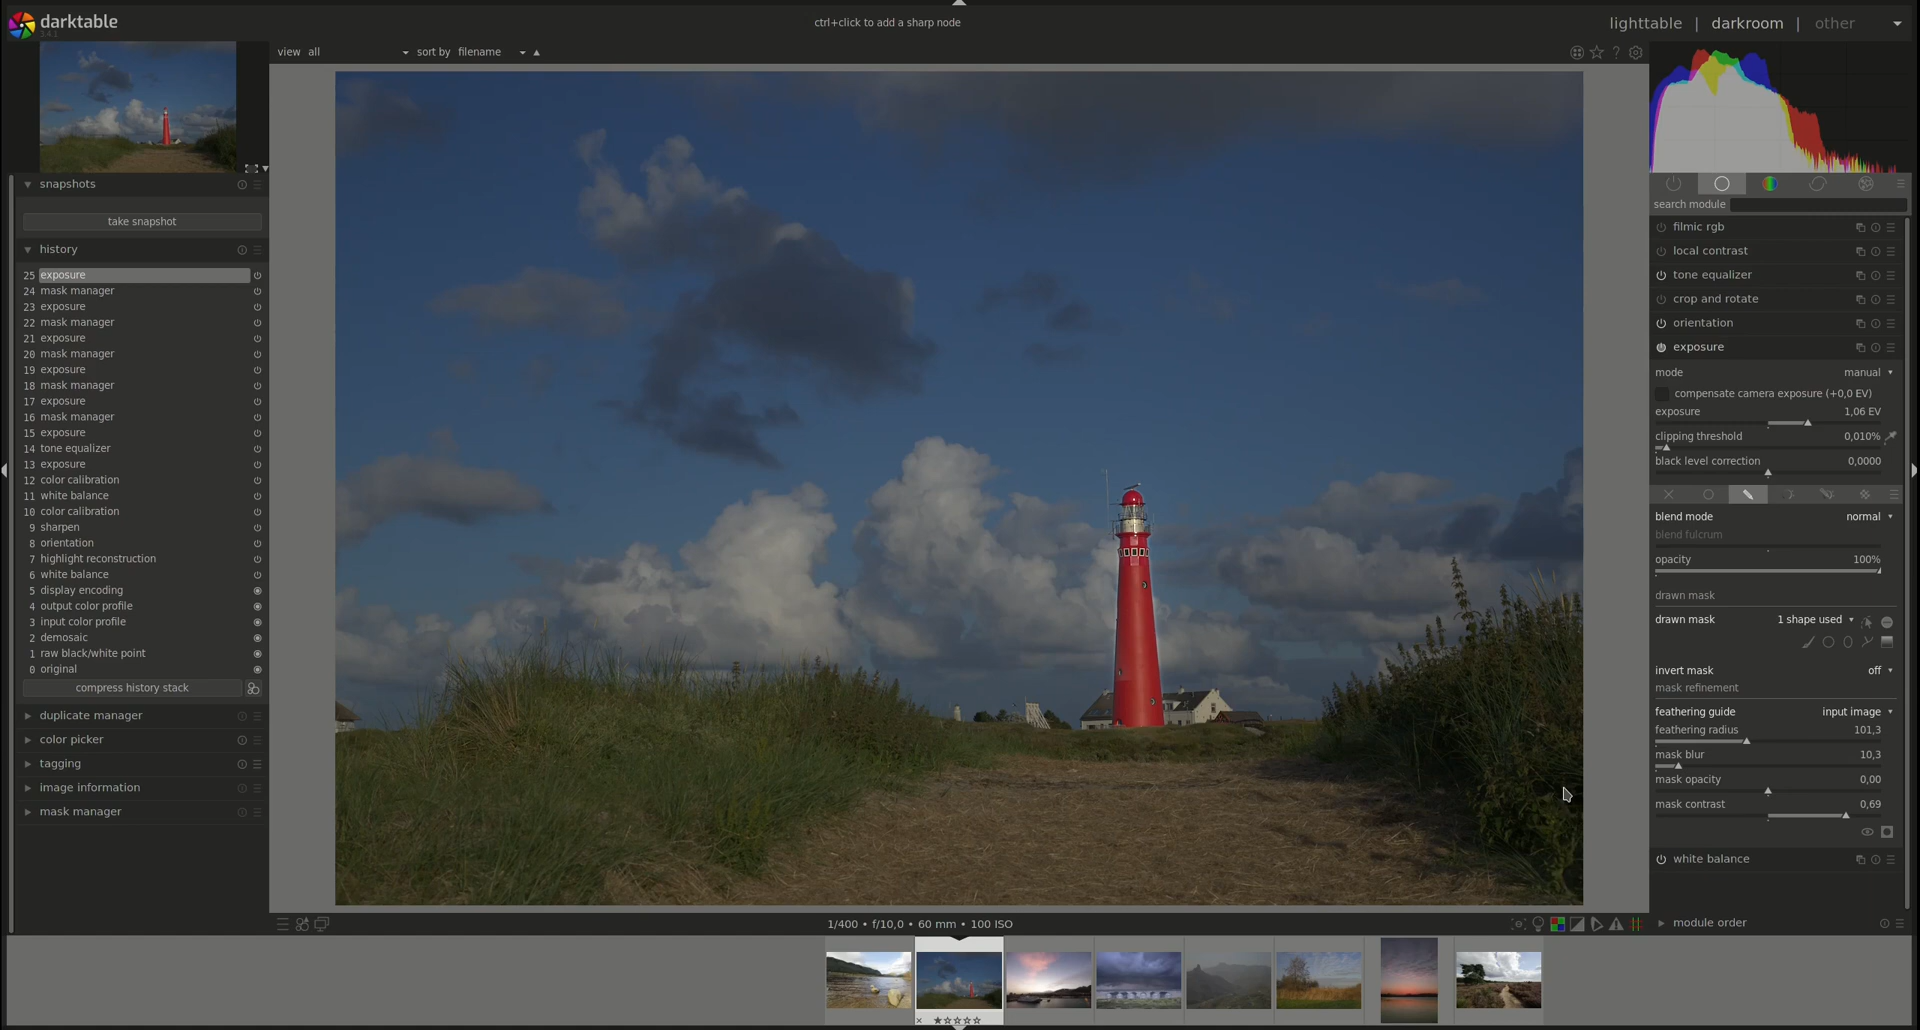 darktable
3.4.1
ctrl+click to add a sharp node
lighttable | darkroom | other
view all sort by filename
snapshots
take snapshot
history
25 exposure
24 mask manager
23 exposure
22 mask manager
21 exposure
20 mask manager
19 exposure
18 mask manager
17 exposure
16 mask manager
15 exposure
14 tone equalizer
13 exposure
12 color calibration
11 white balance
10 color calibration
9 sharpen
8 orientation
7 highlight reconstruction
6 white balance
5 display encoding
4 output color profile
3 input color profile
2 demosaic
1 raw black/white point
0 original
compress history stack
duplicate manager
color picker
tagging
image information
mask manager
1/400 • f/10,0 • 60 mm • 100 ISO
search module
filmic rgb
local contrast
tone equalizer
crop and rotate
orientation
exposure
mode manual
compensate camera exposure (+0,0 EV)
exposure 1,06 EV
clipping threshold 0,010%
black level correction 0,0000
blend mode normal
blend fulcrum
opacity 100%
drawn mask
drawn mask 1 shape used
invert mask off
mask refinement
feathering guide input image
feathering radius 101,3
mask blur 10,3
mask opacity 0,00
mask contrast 0,69
white balance
module order